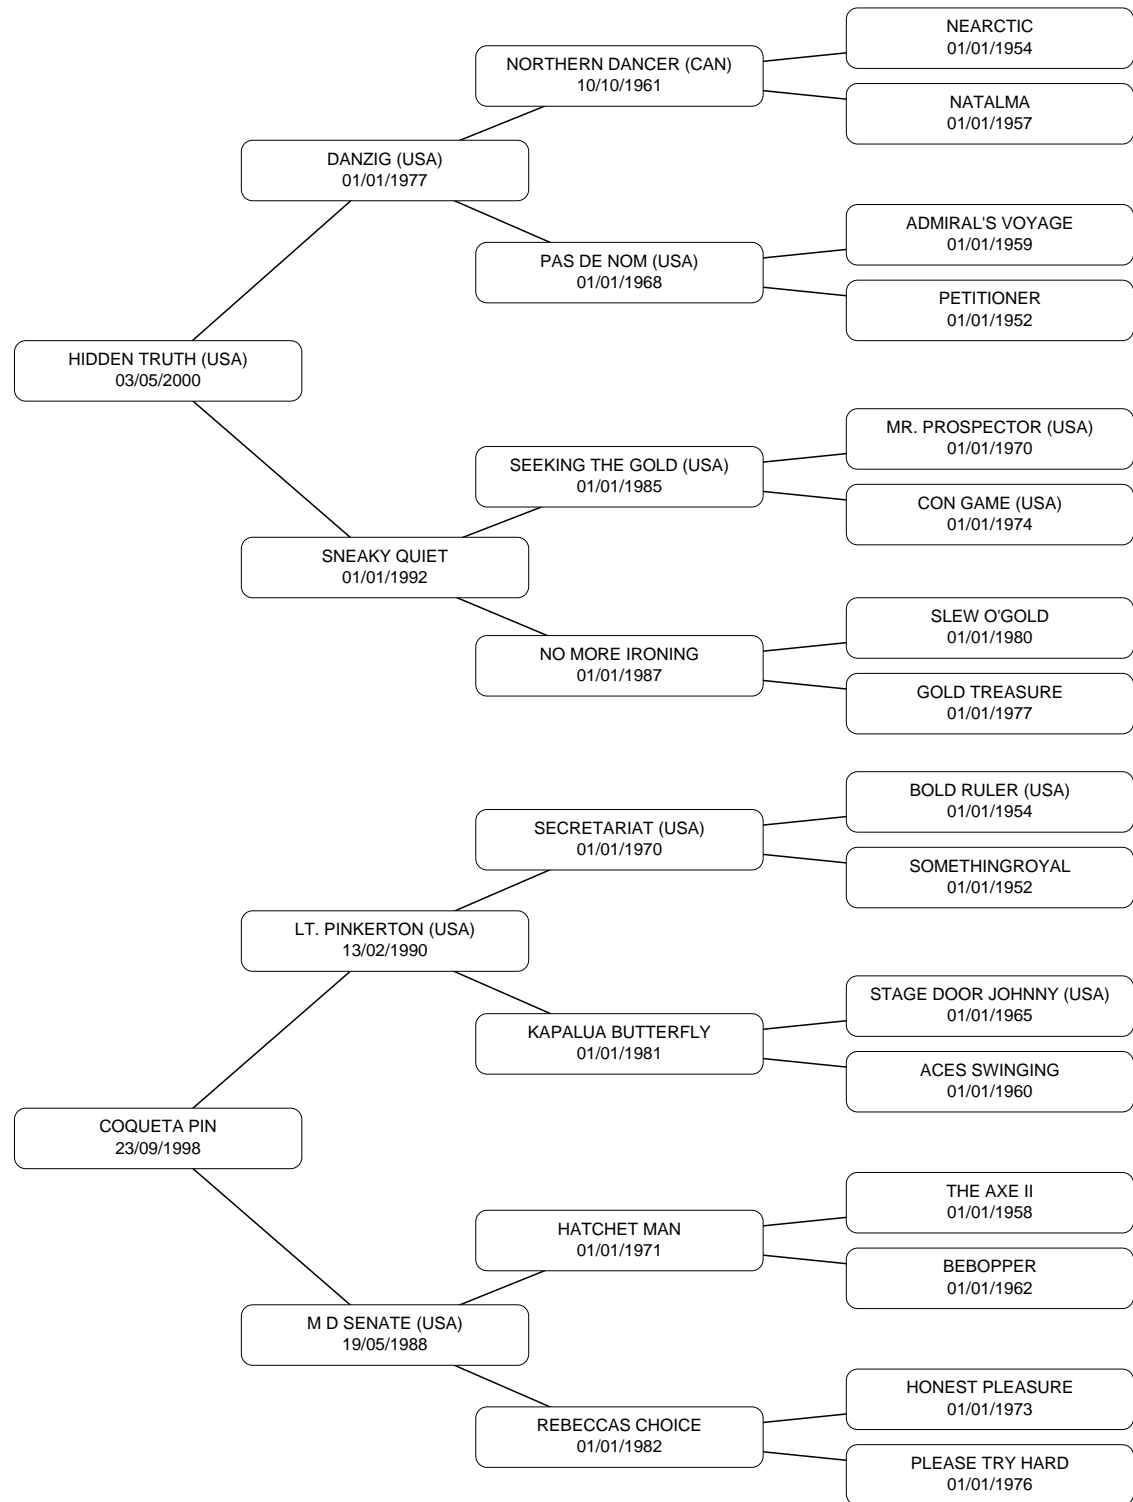 NEARCTIC
01/01/1954
NORTHERN DANCER (CAN)
10/10/1961
NATALMA
01/01/1957
DANZIG (USA)
01/01/1977
ADMIRAL'S VOYAGE
01/01/1959
PAS DE NOM (USA)
01/01/1968
PETITIONER
01/01/1952
HIDDEN TRUTH (USA)
03/05/2000
MR. PROSPECTOR (USA)
01/01/1970
SEEKING THE GOLD (USA)
01/01/1985
CON GAME (USA)
01/01/1974
SNEAKY QUIET
01/01/1992
SLEW O'GOLD
01/01/1980
NO MORE IRONING
01/01/1987
GOLD TREASURE
01/01/1977
BOLD RULER (USA)
01/01/1954
SECRETARIAT (USA)
01/01/1970
SOMETHINGROYAL
01/01/1952
LT. PINKERTON (USA)
13/02/1990
STAGE DOOR JOHNNY (USA)
01/01/1965
KAPALUA BUTTERFLY
01/01/1981
ACES SWINGING
01/01/1960
COQUETA PIN
23/09/1998
THE AXE II
01/01/1958
HATCHET MAN
01/01/1971
BEBOPPER
01/01/1962
M D SENATE (USA)
19/05/1988
HONEST PLEASURE
01/01/1973
REBECCAS CHOICE
01/01/1982
PLEASE TRY HARD
01/01/1976